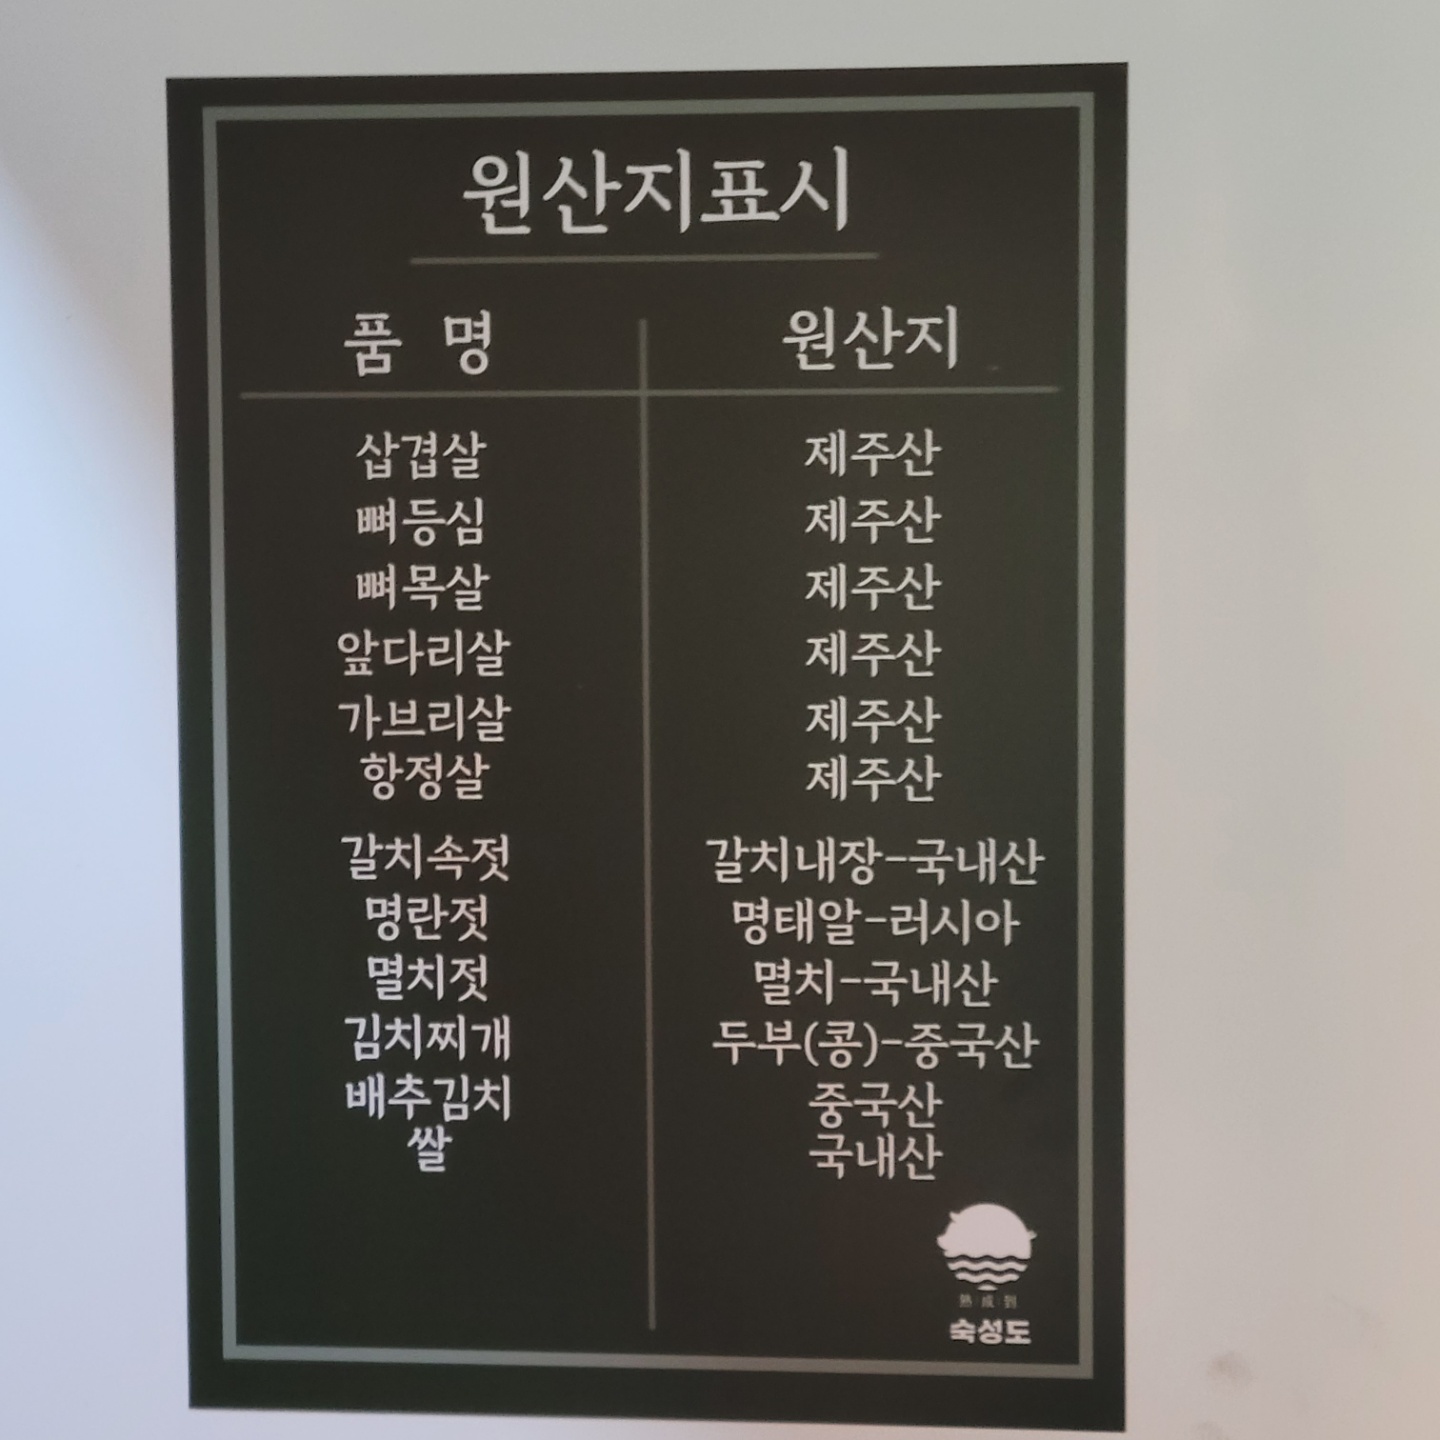 원산지표시
품 명 원산지
삽겹살 제주산
뼈등심 제주산
뼈목살 제주산
앞다리살 제주산
가브리살 제주산
항정살 제주산
갈치속젓 갈치내장-국내산
명란젓 명태알-러시아
멸치젓 멸치-국내산
김치찌개 두부(콩)-중국산
배추김치 중국산
쌀 국내산
熟成到
숙성도